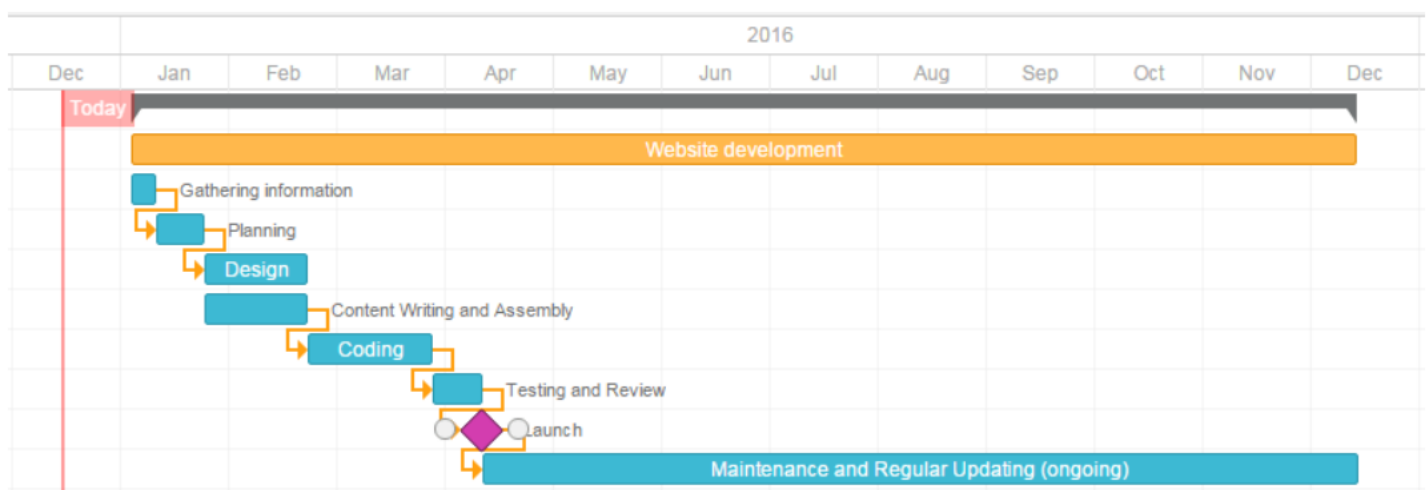 2016
Dec Jan Feb Mar Apr May Jun Jul Aug Sep Oct Nov Dec
Today
Website development
Gathering information
Planning
Design
Content Writing and Assembly
Coding
Testing and Review
Launch
Maintenance and Regular Updating (ongoing)